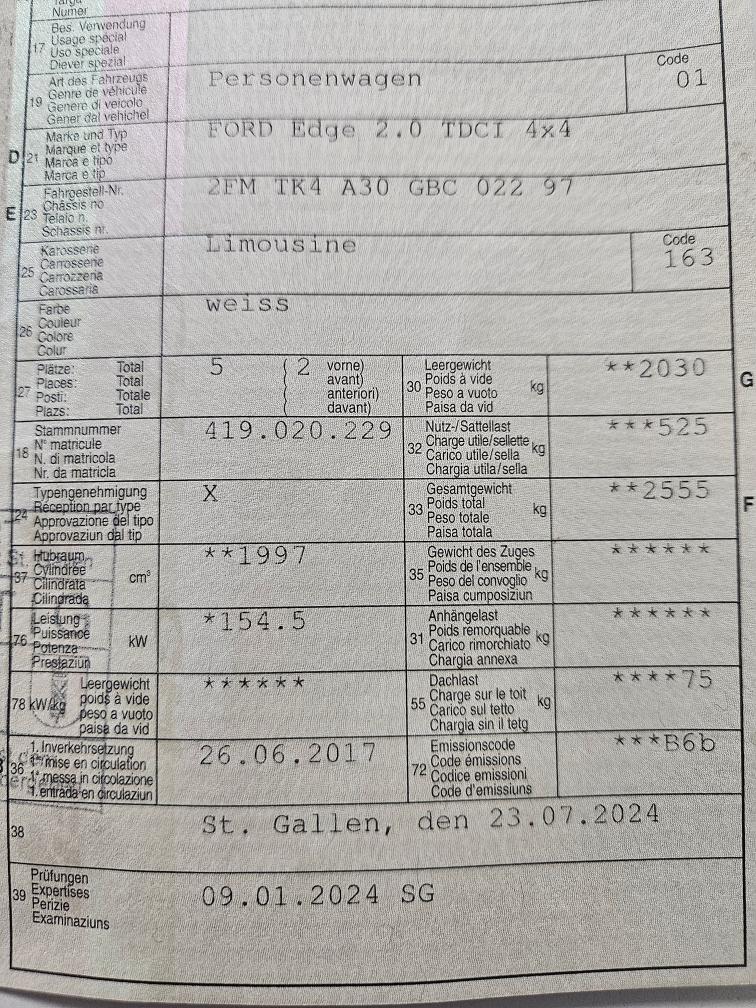 Numer
17 Bes. Verwendung
Usage spécial
Uso speciale
Diever spezial
19 Art des Fahrzeugs
Genre de véhicule
Genere di veicolo
Gener dal vehichel
Personenwagen
Code
01
D 21 Marke und Typ
Marque et type
Marca e tipo
Marca e tip
FORD Edge 2.0 TDCI 4x4
E 23 Fahrgestell-Nr.
Châssis no
Telaio n.
Schassis nr.
2FM TK4 A30 GBC 022 97
25 Karosserie
Carrosserie
Carrozzeria
Carossaria
Limousine
Code
163
26 Farbe
Couleur
Colore
Colur
weiss
27 Plätze: Total
Places: Total
Posti: Totale
Plazs: Total
5 ( 2 vorne)
( avant)
( anteriori)
( davant)
30 Leergewicht
Poids à vide
Peso a vuoto
Paisa da vid
kg
**2030
G
18 Stammnummer
N° matricule
N. di matricola
Nr. da matricla
419.020.229
32 Nutz-/Sattellast
Charge utile/sellette
Carico utile/sella
Chargia utila/sella
kg
***525
24 Typengenehmigung
Réception par type
Approvazione del tipo
Approvaziun dal tip
X
33 Gesamtgewicht
Poids total
Peso totale
Paisa totala
kg
**2555
F
37 Hubraum
Cylindrée
Cilindrata
Cilindrada
cm³
**1997
35 Gewicht des Zuges
Poids de l'ensemble
Peso del convoglio
Paisa cumposiziun
kg
******
76 Leistung
Puissance
Potenza
Prestaziun
kW
*154.5
31 Anhängelast
Poids remorquable
Carico rimorchiato
Chargia annexa
kg
******
78 kW/kg Leergewicht
poids à vide
peso a vuoto
paisa da vid
******
55 Dachlast
Charge sur le toit
Carico sul tetto
Chargia sin il tetg
kg
****75
36 1. Inverkehrsetzung
1re mise en circulation
1a messa in circolazione
1. entrada en circulaziun
26.06.2017
72 Emissionscode
Code émissions
Codice emissioni
Code d'emissiuns
***B6b
38
St. Gallen, den 23.07.2024
39 Prüfungen
Expertises
Perizie
Examinaziuns
09.01.2024 SG